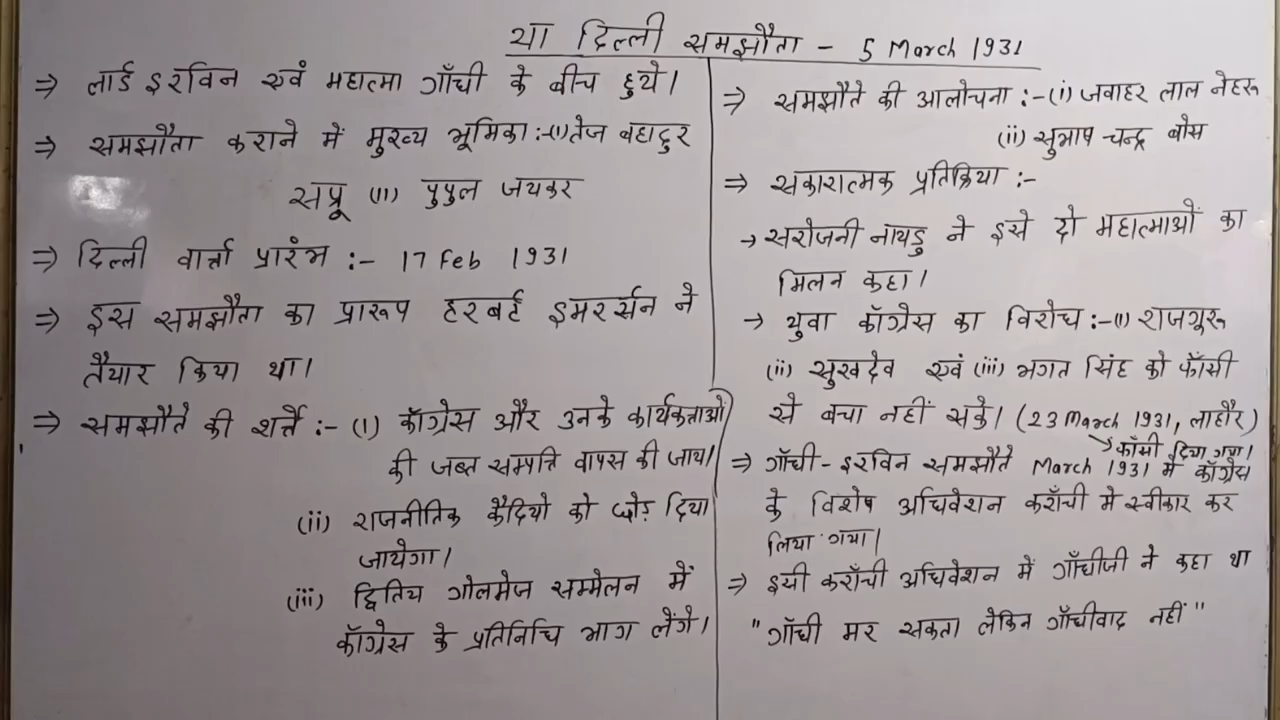 या दिल्ली समझौता - 5 March 1931
⇒ लार्ड इरविन एवं महात्मा गाँधी के बीच हुये।
⇒ समझौता कराने में मुख्य भूमिका :- (i) तेज बहादुर
सप्रू (ii) पुपुल जयकर
⇒ दिल्ली वार्ता प्रारंभ :- 17 Feb 1931
⇒ इस समझौता का प्रारूप हरबर्ट इमरर्सन ने
तैयार किया था।
⇒ समझौते की शर्त्तें :- (i) काँग्रेस और उनके कार्यकत्ताओं
की जब्त सम्पत्ति वापस की जाय।
(ii) राजनीतिक कैदियो को छोड़ दिया
जायेगा।
(iii) द्वितिय गोलमेज सम्मेलन में
काँग्रेस के प्रतिनिधि भाग लेंगे।
⇒ समझौते की आलोचना :- (i) जवाहर लाल नेहरू
(ii) सुभाष चन्द्र बोस
⇒ सकारात्मक प्रतिक्रिया :-
→ सरोजनी नायडु ने इसे दो महात्माओं का
मिलन कहा।
→ युवा काँग्रेस का विरोध :- (i) राजगूरू
(ii) सुखदेव एवं (iii) भगत सिंह को फाँसी
से बचा नहीं सके। (23 March 1931, लाहौर)
→ फाँसी दिया गया।
⇒ गाँधी - इरविन समझौते March 1931 में काँग्रेस
के विशेष अधिवेशन कराँची मे स्वीकार कर
लिया गया।
⇒ इसी कराँची अधिवेशन में गाँधीजी ने कहा था
"गाँधी मर सकता लेकिन गाँधीवाद नहीं"